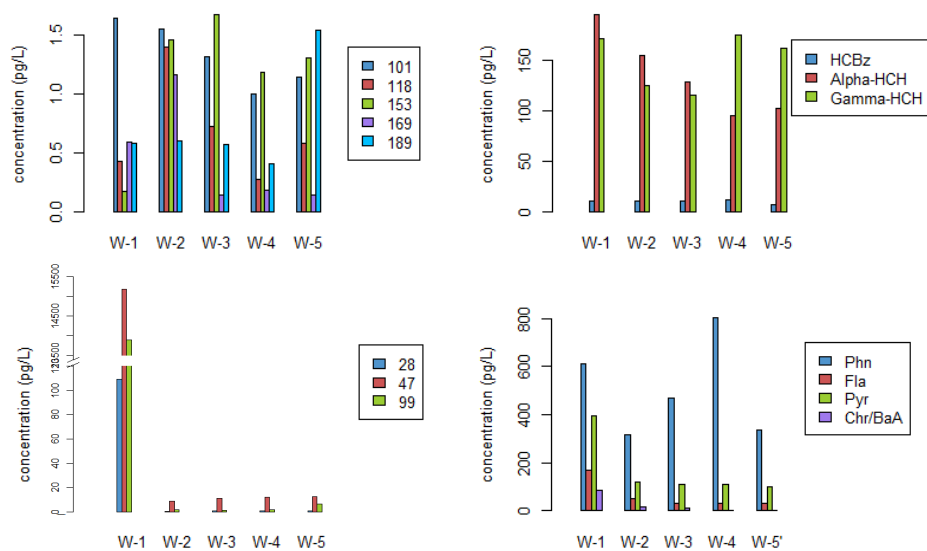 concentration (pg/L)
1.5
1.0
0.5
0.0
W-1 W-2 W-3 W-4 W-5
101
118
153
169
189
concentration (pg/L)
150
100
50
0
W-1 W-2 W-3 W-4 W-5
HCBz
Alpha-HCH
Gamma-HCH
concentration (pg/L)
15500
14500
100
80
60
40
20
0
W-1 W-2 W-3 W-4 W-5
28
47
99
concentration (pg/L)
800
600
400
200
0
W-1 W-2 W-3 W-4 W-5'
Phn
Fla
Pyr
Chr/BaA